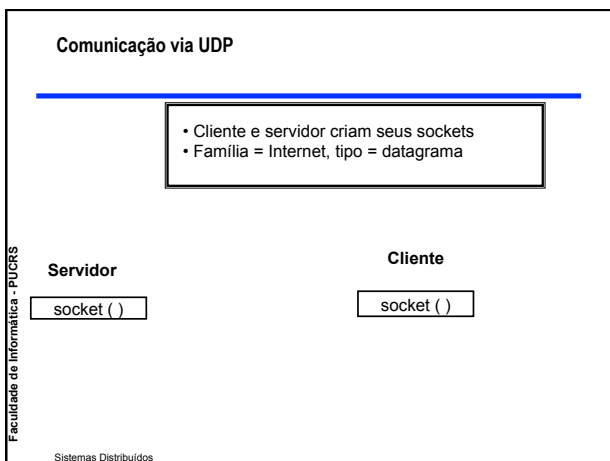 Comunicação via UDP
• Cliente e servidor criam seus sockets
• Família = Internet, tipo = datagrama
Cliente
Servidor
socket ( )
socket ( )
Faculdade de Informática - PUCRS
Sistemas Distribuídos